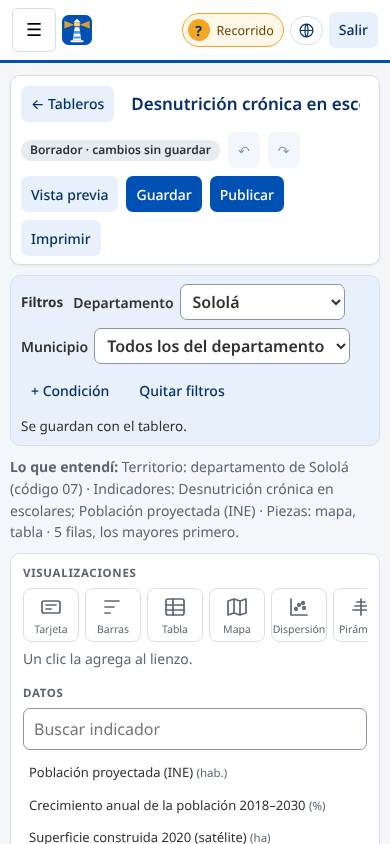 ☰
? Recorrido
Salir
← Tableros
Desnutrición crónica en esc
Borrador · cambios sin guardar
↶ ↷
Vista previa
Guardar
Publicar
Imprimir
Filtros Departamento Sololá
Municipio Todos los del departamento
+ Condición Quitar filtros
Se guardan con el tablero.
Lo que entendí: Territorio: departamento de Sololá
(código 07) · Indicadores: Desnutrición crónica en
escolares; Población proyectada (INE) · Piezas: mapa,
tabla · 5 filas, los mayores primero.
VISUALIZACIONES
Tarjeta Barras Tabla Mapa Dispersión Pirám
Un clic la agrega al lienzo.
DATOS
Buscar indicador
Población proyectada (INE) (hab.)
Crecimiento anual de la población 2018–2030 (%)
Superficie construida 2020 (satélite) (ha)